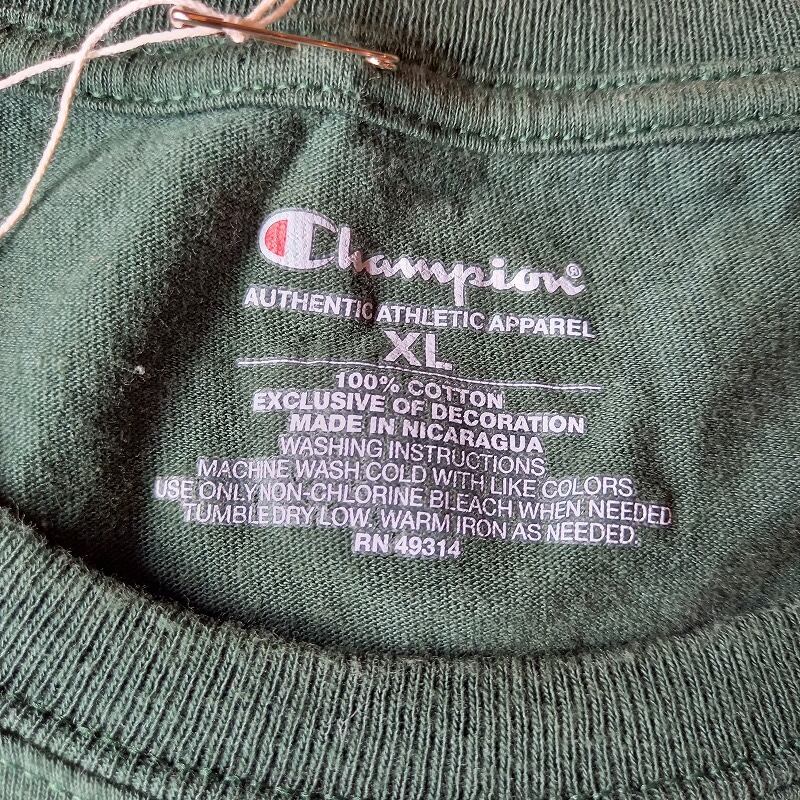 Champion®
AUTHENTIC ATHLETIC APPAREL
XL
100% COTTON
EXCLUSIVE OF DECORATION
MADE IN NICARAGUA
WASHING INSTRUCTIONS
MACHINE WASH COLD WITH LIKE COLORS.
USE ONLY NON-CHLORINE BLEACH WHEN NEEDED
TUMBLE DRY LOW. WARM IRON AS NEEDED.
RN 49314